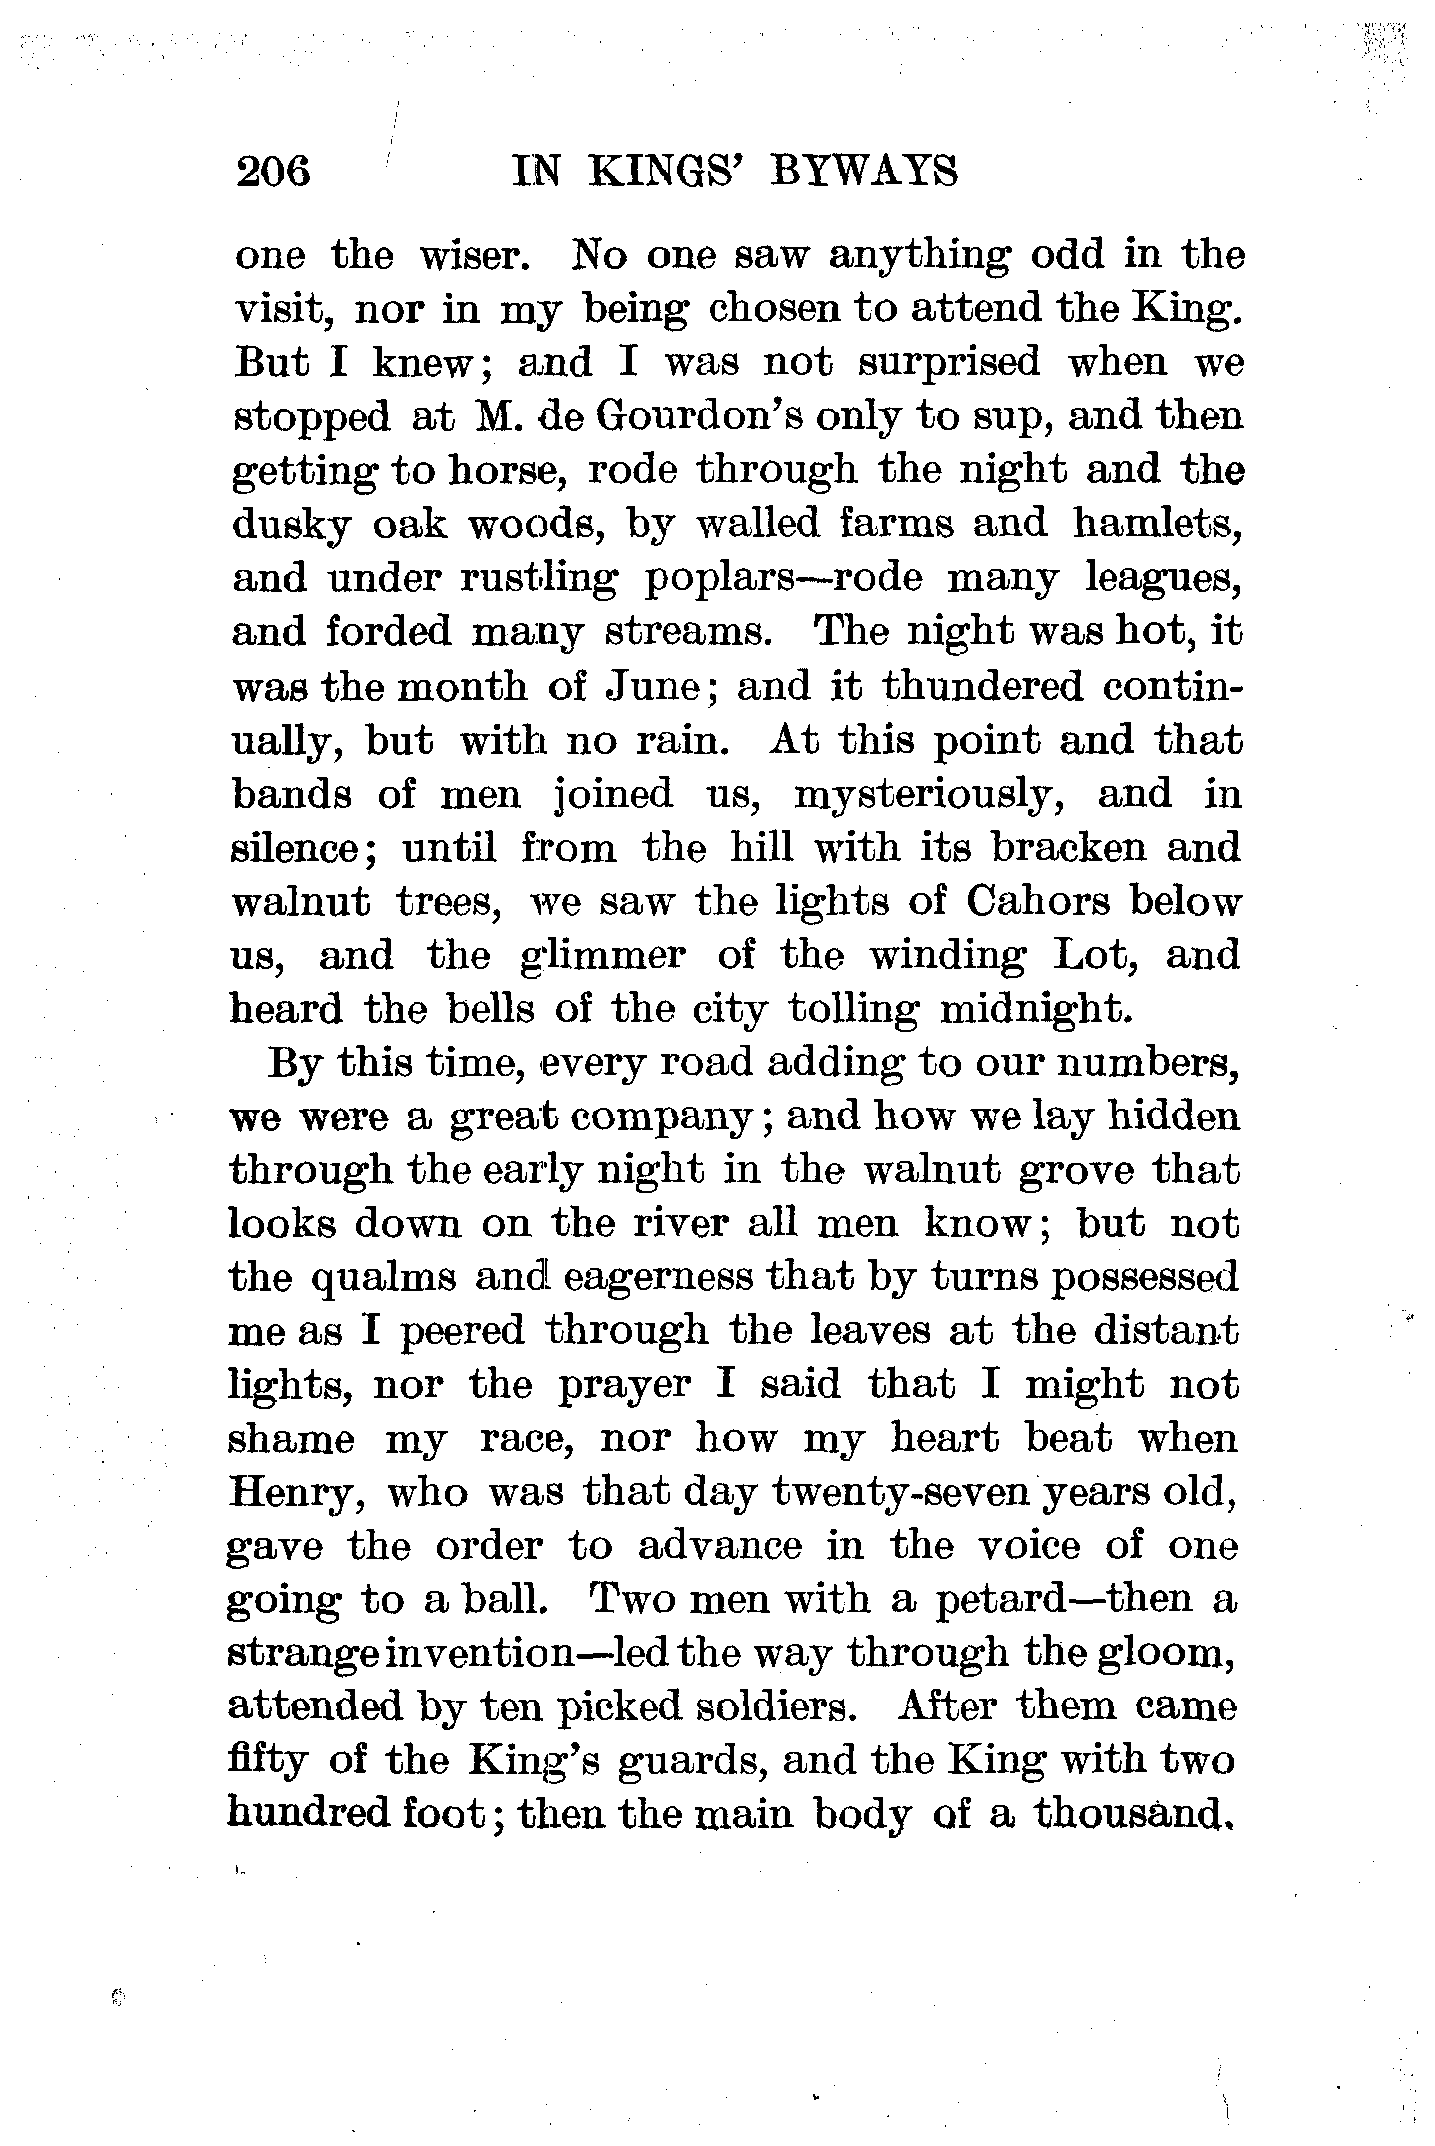 206 IN KINGS' BYWAYS
one the wiser. No one saw anything odd in the
visit, nor in my being chosen to attend the King.
But I knew; and I was not surprised when we
stopped at M. de Gourdon's only to sup, and then
getting to horse, rode through the night and the
dusky oak woods, by walled farms and hamlets,
and under rustling poplars—rode many leagues,
and forded many streams. The night was hot, it
was the month of June; and it thundered contin-
ually, but with no rain. At this point and that
bands of men joined us, mysteriously, and in
silence; until from the hill with its bracken and
walnut trees, we saw the lights of Cahors below
us, and the glimmer of the winding Lot, and
heard the bells of the city tolling midnight.
By this time, every road adding to our numbers,
we were a great company; and how we lay hidden
through the early night in the walnut grove that
looks down on the river all men know; but not
the qualms and eagerness that by turns possessed
me as I peered through the leaves at the distant
lights, nor the prayer I said that I might not
shame my race, nor how my heart beat when
Henry, who was that day twenty-seven years old,
gave the order to advance in the voice of one
going to a ball. Two men with a petard—then a
strange invention—led the way through the gloom,
attended by ten picked soldiers. After them came
fifty of the King's guards, and the King with two
hundred foot; then the main body of a thousand.